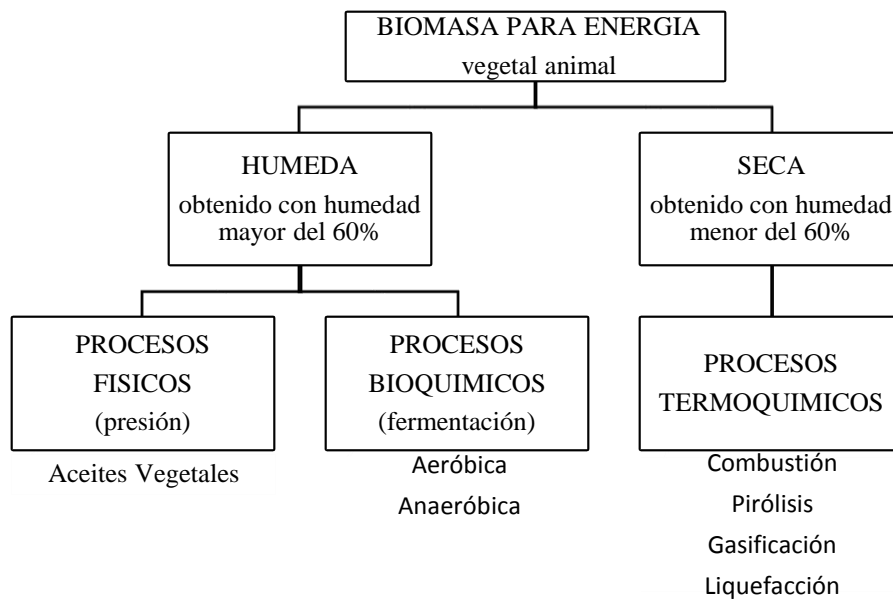 BIOMASA PARA ENERGIA
vegetal animal
HUMEDA
obtenido con humedad
mayor del 60%
SECA
obtenido con humedad
menor del 60%
PROCESOS
FISICOS
(presión)
Aceites Vegetales
PROCESOS
BIOQUIMICOS
(fermentación)
Aeróbica
Anaeróbica
PROCESOS
TERMOQUIMICOS
Combustión
Pirólisis
Gasificación
Liquefacción